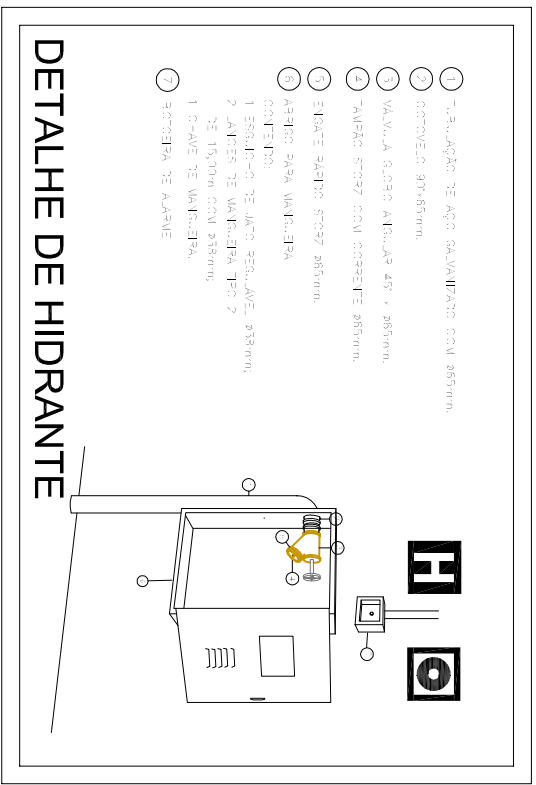 1 TUBULAÇÃO DE AÇO GALVANIZADO COM ø65mm.
2 COTOVELO 90°x65mm.
3 VÁLVULA GLOBO ANGULAR 45° x ø65mm.
4 TAMPÃO STORZ COM CORRENTE ø65mm.
5 ENGATE RÁPIDO STORZ ø65mm.
6 ABRIGO PARA MANGUEIRA
CONTENDO:
1 ESGUICHO DE JATO REGULÁVEL ø38mm;
2 LANCES DE MANGUEIRA TIPO 2
DE 15,00m COM ø38mm;
1 CHAVE DE MANGUEIRA.
7 BOTOEIRA DE ALARME
DETALHE DE HIDRANTE
H
4